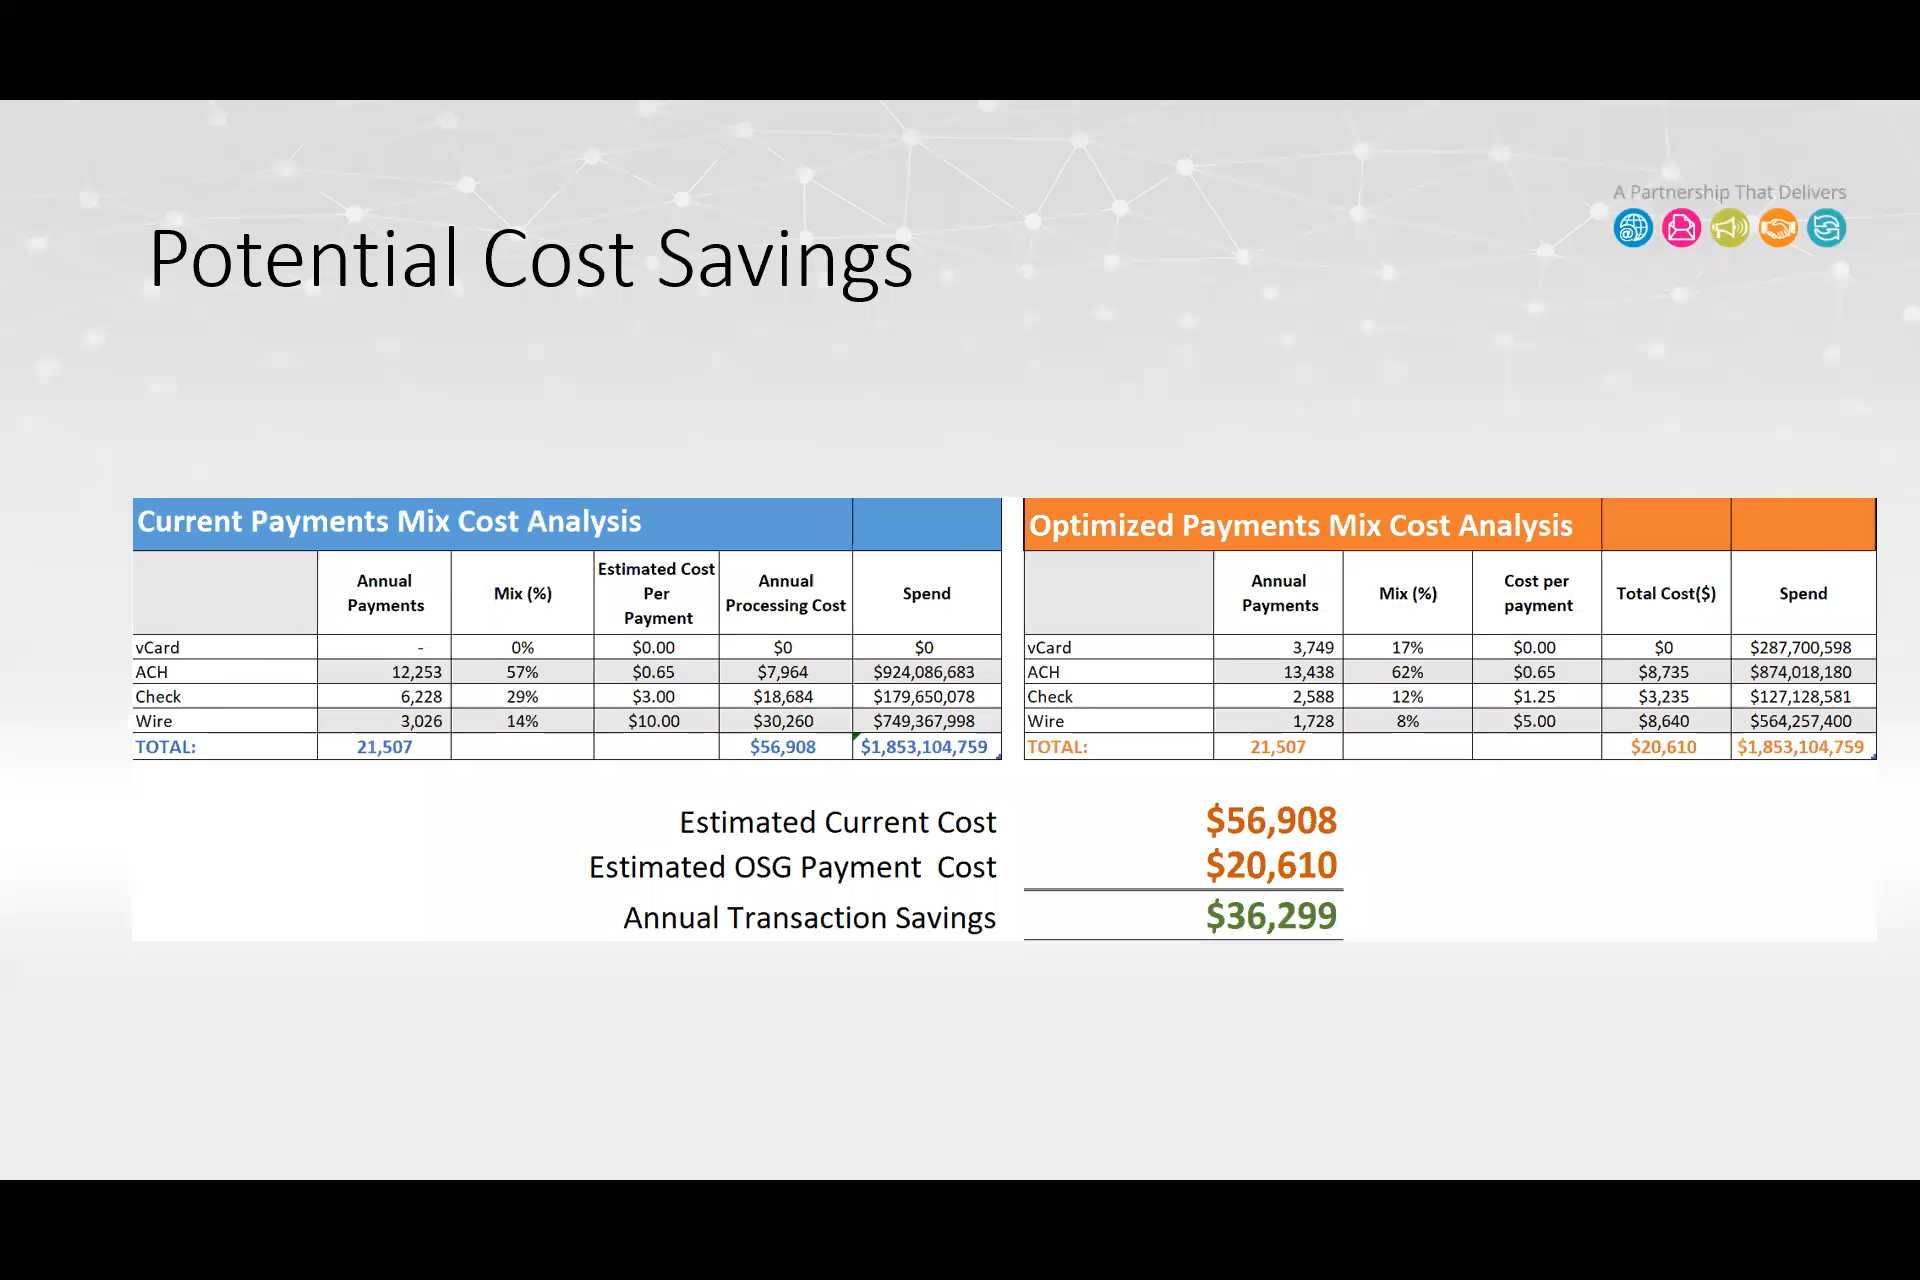 A Partnership That Delivers
Potential Cost Savings
Current Payments Mix Cost Analysis
Annual Payments Mix (%) Estimated Cost Per Payment Annual Processing Cost Spend
vCard - 0% $0.00 $0 $0
ACH 12,253 57% $0.65 $7,964 $924,086,683
Check 6,228 29% $3.00 $18,684 $179,650,078
Wire 3,026 14% $10.00 $30,260 $749,367,998
TOTAL: 21,507 $56,908 $1,853,104,759
Optimized Payments Mix Cost Analysis
Annual Payments Mix (%) Cost per payment Total Cost($) Spend
vCard 3,749 17% $0.00 $0 $287,700,598
ACH 13,438 62% $0.65 $8,735 $874,018,180
Check 2,588 12% $1.25 $3,235 $127,128,581
Wire 1,728 8% $5.00 $8,640 $564,257,400
TOTAL: 21,507 $20,610 $1,853,104,759
Estimated Current Cost $56,908
Estimated OSG Payment Cost $20,610
Annual Transaction Savings $36,299